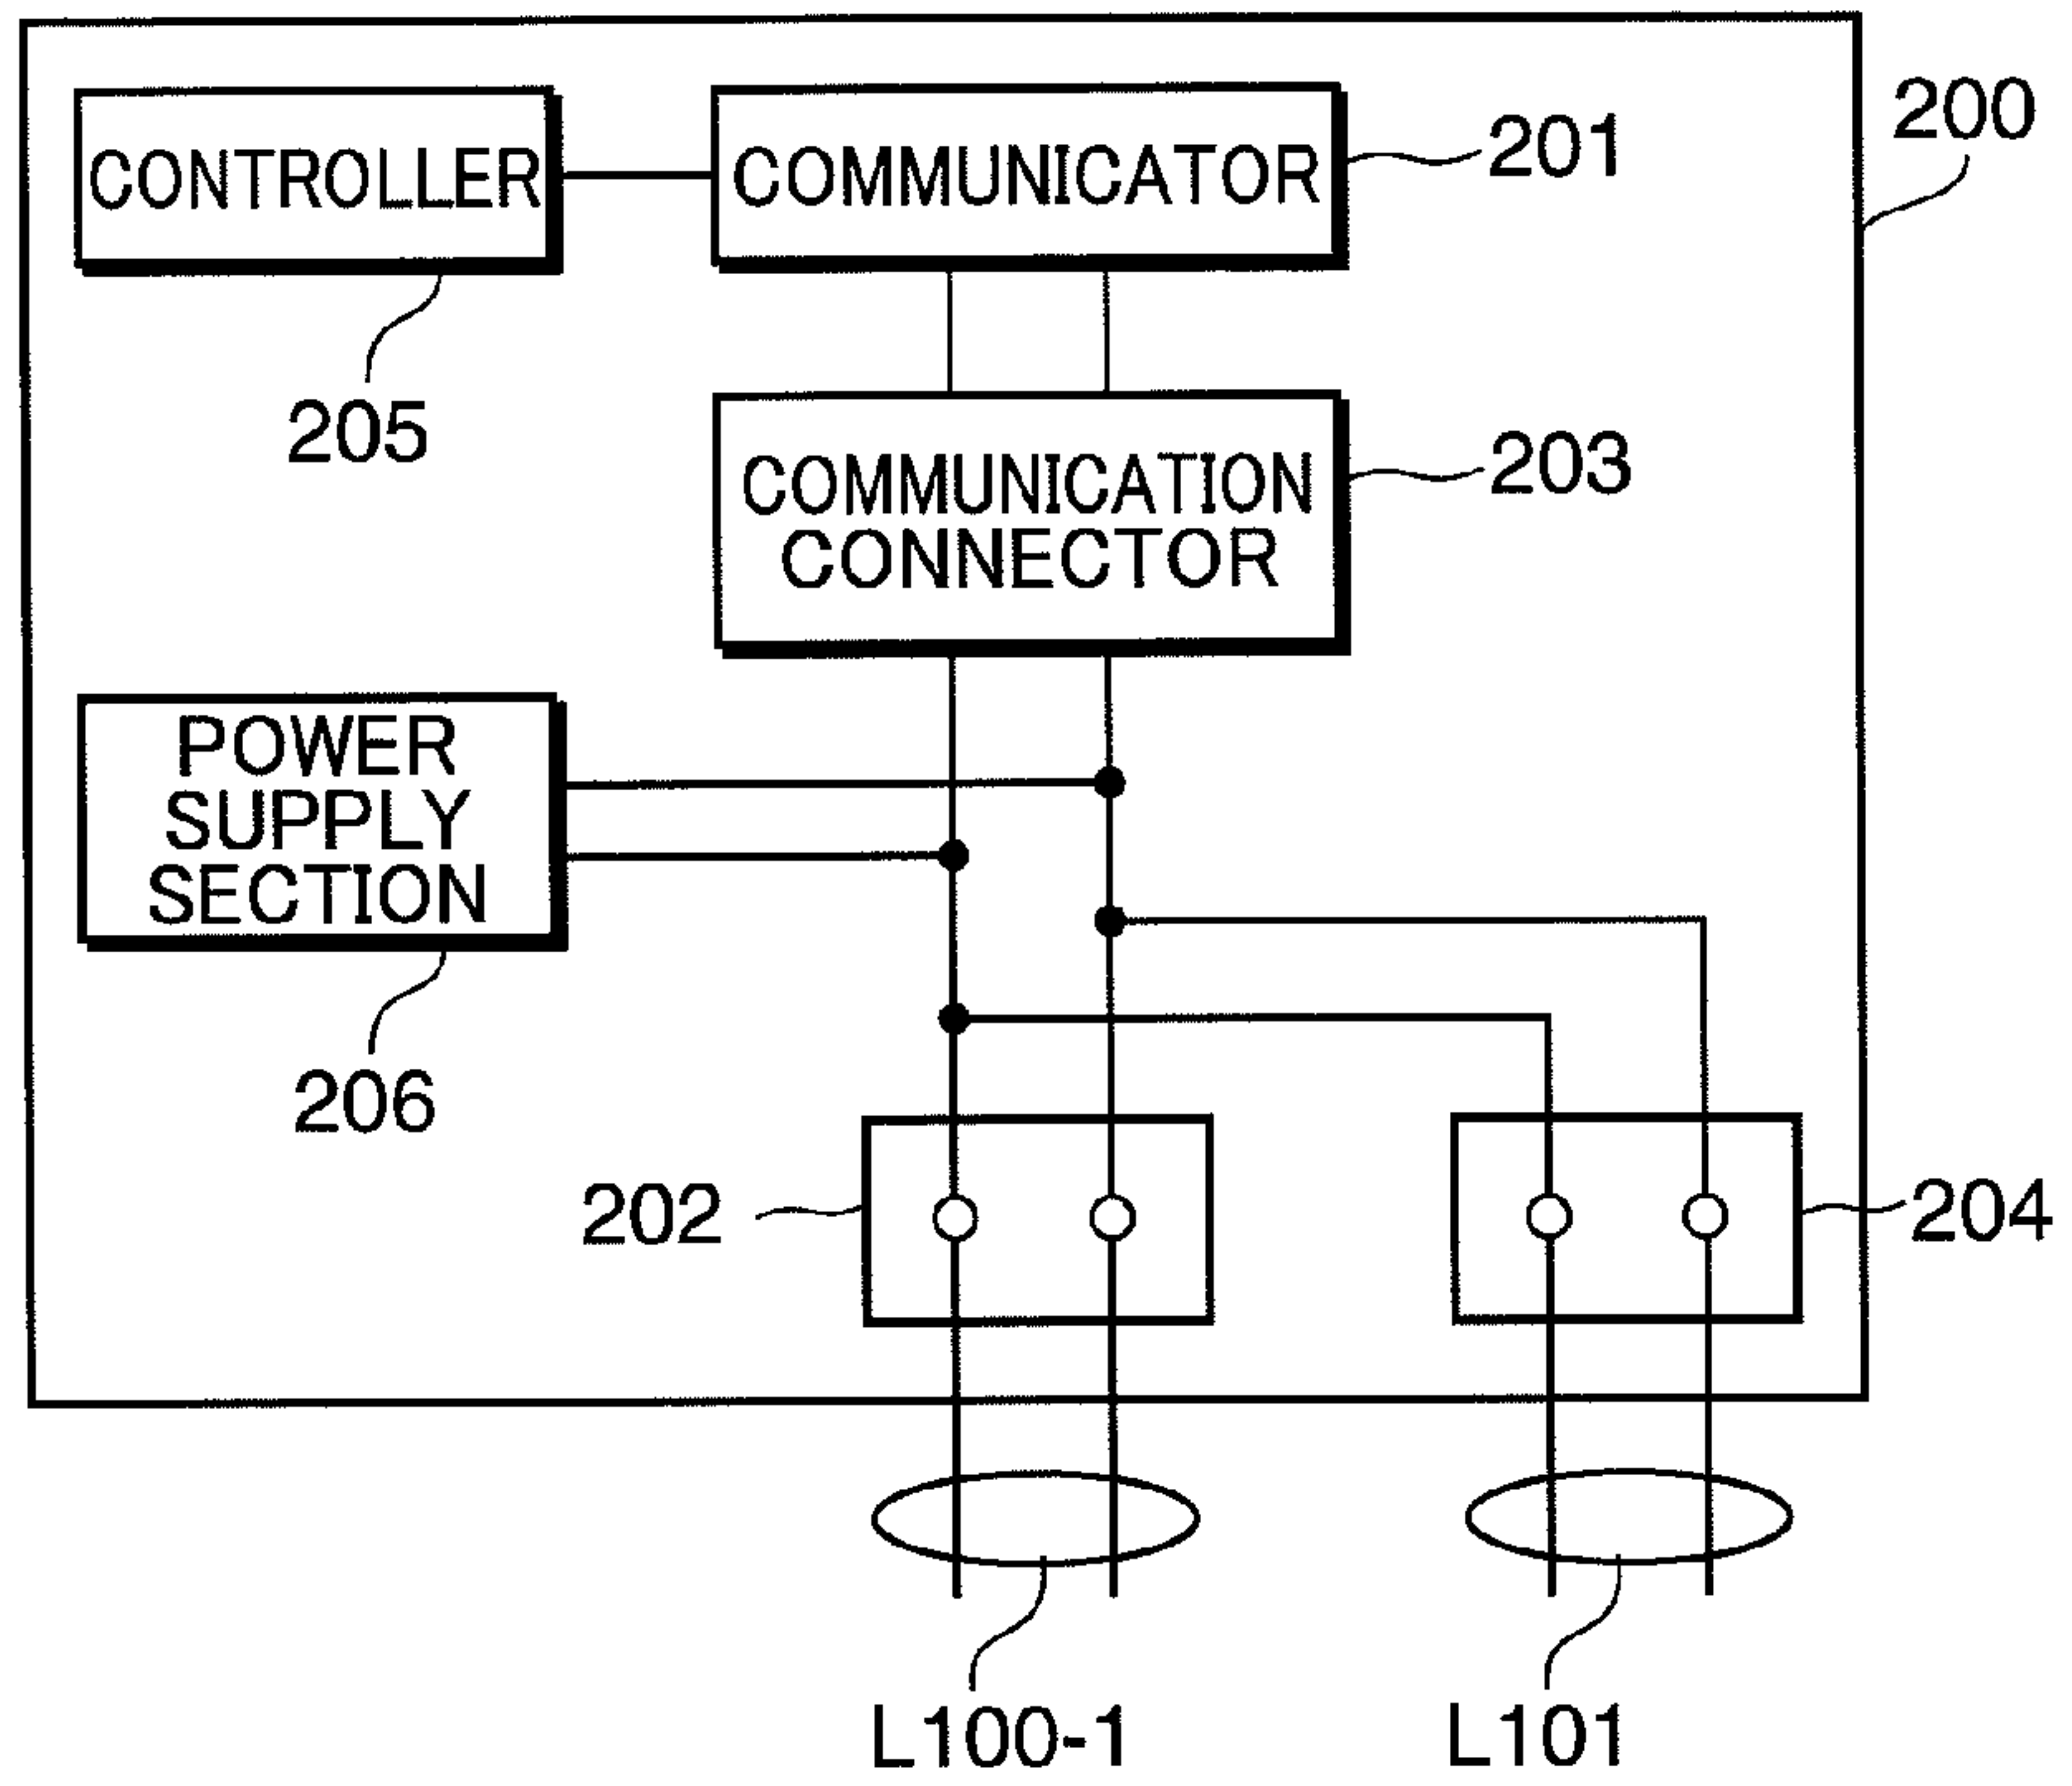 200
CONTROLLER
COMMUNICATOR
201
205
COMMUNICATION
CONNECTOR
203
POWER
SUPPLY
SECTION
206
202
204
L100-1
L101